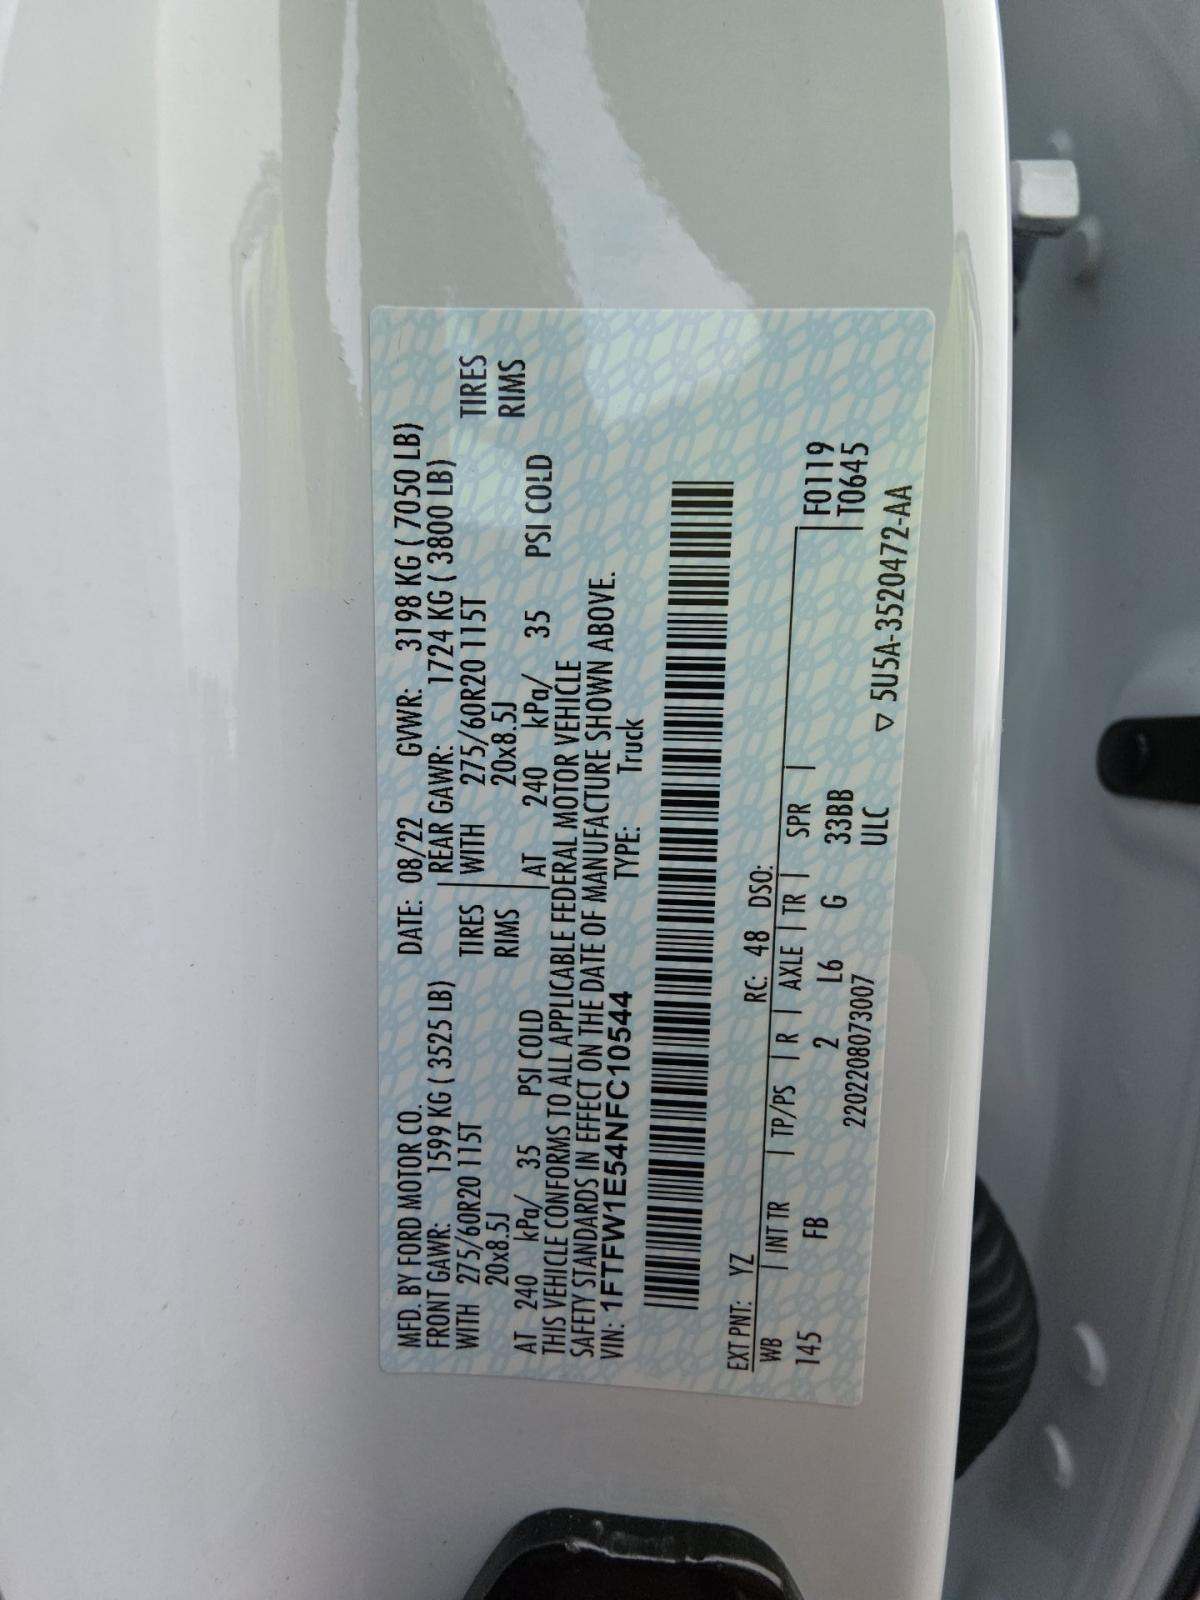 MFD. BY FORD MOTOR CO. DATE: 08/22 GVWR: 3198 KG ( 7050 LB)
FRONT GAWR: 1599 KG ( 3525 LB) REAR GAWR: 1724 KG ( 3800 LB)
WITH 275/60R20 115T TIRES WITH 275/60R20 115T TIRES
20x8.5J RIMS 20x8.5J RIMS
AT 240 kPa/ 35 PSI COLD AT 240 kPa/ 35 PSI COLD
THIS VEHICLE CONFORMS TO ALL APPLICABLE FEDERAL MOTOR VEHICLE
SAFETY STANDARDS IN EFFECT ON THE DATE OF MANUFACTURE SHOWN ABOVE.
VIN: 1FTFW1E54NFC10544 TYPE: Truck
EXT PNT: YZ RC: 48 DSO:
WB | INT TR | TP/PS | R | AXLE | TR | SPR | F0119
145 FB 2 L6 G 33BB T0645
2202208073007 ULC
▽ 5U5A-3520472-AA